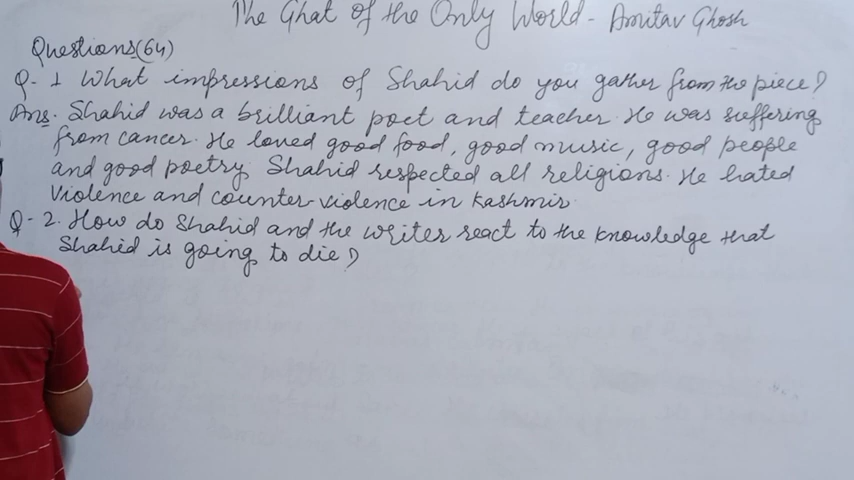 The Ghat of the Only World - Amitav Ghosh
Questions (64)
Q- 1 What impressions of Shahid do you gather from the piece?
Ans. Shahid was a brilliant poet and teacher. He was suffering
from cancer. He loved good food, good music, good people
and good poetry. Shahid respected all religions. He hated
Violence and counter-violence in Kashmir.
Q- 2. How do Shahid and the writer react to the knowledge that
Shahid is going to die?